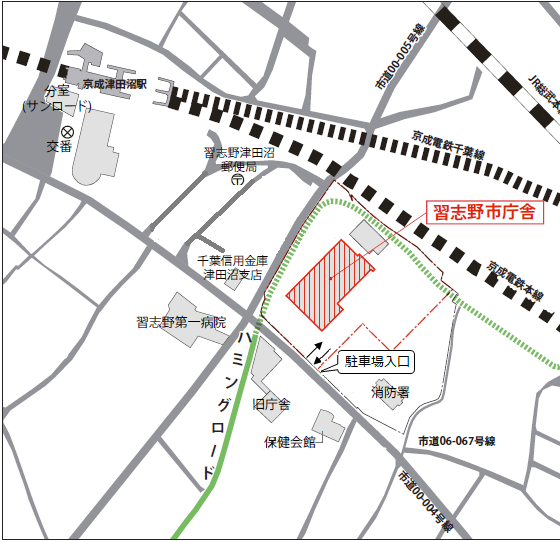 市道00-005号線
JR総武本
京成津田沼駅
分室
(サンロード)
交番
京成電鉄千葉線
習志野津田沼
郵便局
習志野市庁舎
千葉信用金庫
津田沼支店
京成電鉄本線
習志野第一病院
ハミングロード
駐車場入口
旧庁舎
消防署
保健会館
市道06-067号線
市道00-004号線